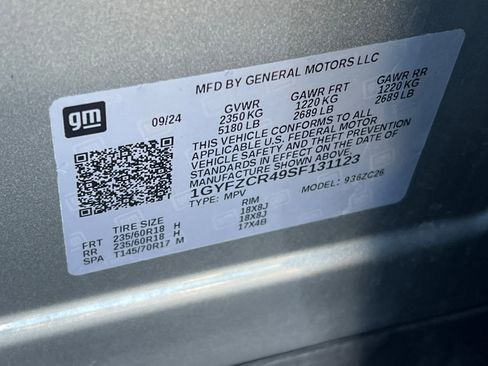 MFD BY GENERAL MOTORS LLC
gm
09/24 GVWR GAWR FRT GAWR RR
2350 KG 1220 KG 1220 KG
5180 LB 2689 LB 2689 LB
THIS VEHICLE CONFORMS TO ALL
APPLICABLE U.S. FEDERAL MOTOR
VEHICLE SAFETY AND THEFT PREVENTION
STANDARDS IN EFFECT ON THE DATE OF
MANUFACTURE SHOWN ABOVE.
1GYFZCR49SF131123
TYPE: MPV MODEL: 936ZC26
TIRE SIZE RIM
FRT 235/60R18 H 18X8J
RR 235/60R18 H 18X8J
SPA T145/70R17 M 17X4B